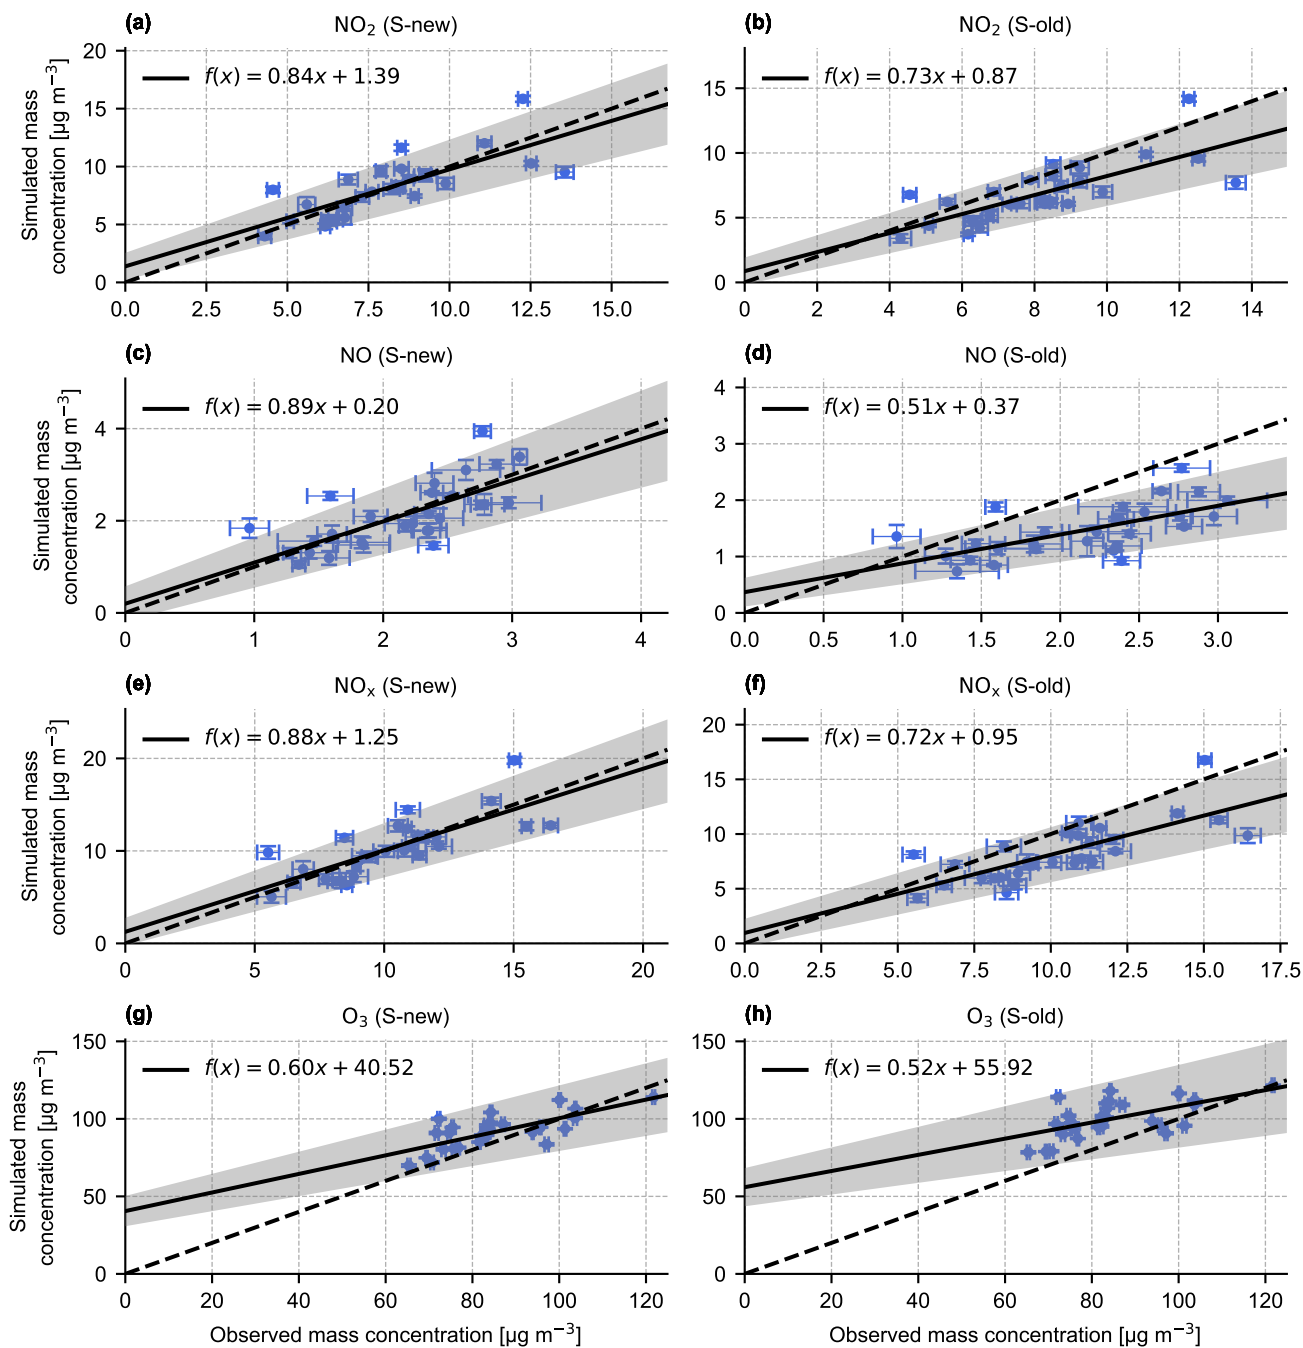 (a)
NO₂ (S-new)
f(x) = 0.84x + 1.39
Simulated mass
concentration [µg m⁻³]
20
15
10
5
0
0.0 2.5 5.0 7.5 10.0 12.5 15.0
(b)
NO₂ (S-old)
f(x) = 0.73x + 0.87
15
10
5
0
0 2 4 6 8 10 12 14
(c)
NO (S-new)
f(x) = 0.89x + 0.20
Simulated mass
concentration [µg m⁻³]
4
2
0
0 1 2 3 4
(d)
NO (S-old)
f(x) = 0.51x + 0.37
4
3
2
1
0
0.0 0.5 1.0 1.5 2.0 2.5 3.0
(e)
NOₓ (S-new)
f(x) = 0.88x + 1.25
Simulated mass
concentration [µg m⁻³]
20
10
0
0 5 10 15 20
(f)
NOₓ (S-old)
f(x) = 0.72x + 0.95
20
15
10
5
0
0.0 2.5 5.0 7.5 10.0 12.5 15.0 17.5
(g)
O₃ (S-new)
f(x) = 0.60x + 40.52
Simulated mass
concentration [µg m⁻³]
150
100
50
0
0 20 40 60 80 100 120
Observed mass concentration [µg m⁻³]
(h)
O₃ (S-old)
f(x) = 0.52x + 55.92
150
100
50
0
0 20 40 60 80 100 120
Observed mass concentration [µg m⁻³]